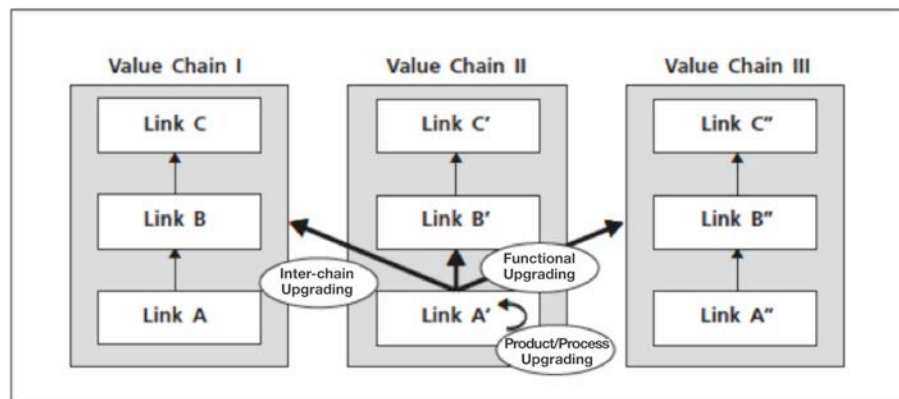 Value Chain I
Value Chain II
Value Chain III
Link C
Link C′
Link C″
Link B
Link B′
Link B″
Inter-chain
Upgrading
Functional
Upgrading
Link A
Link A′
Link A″
Product/Process
Upgrading